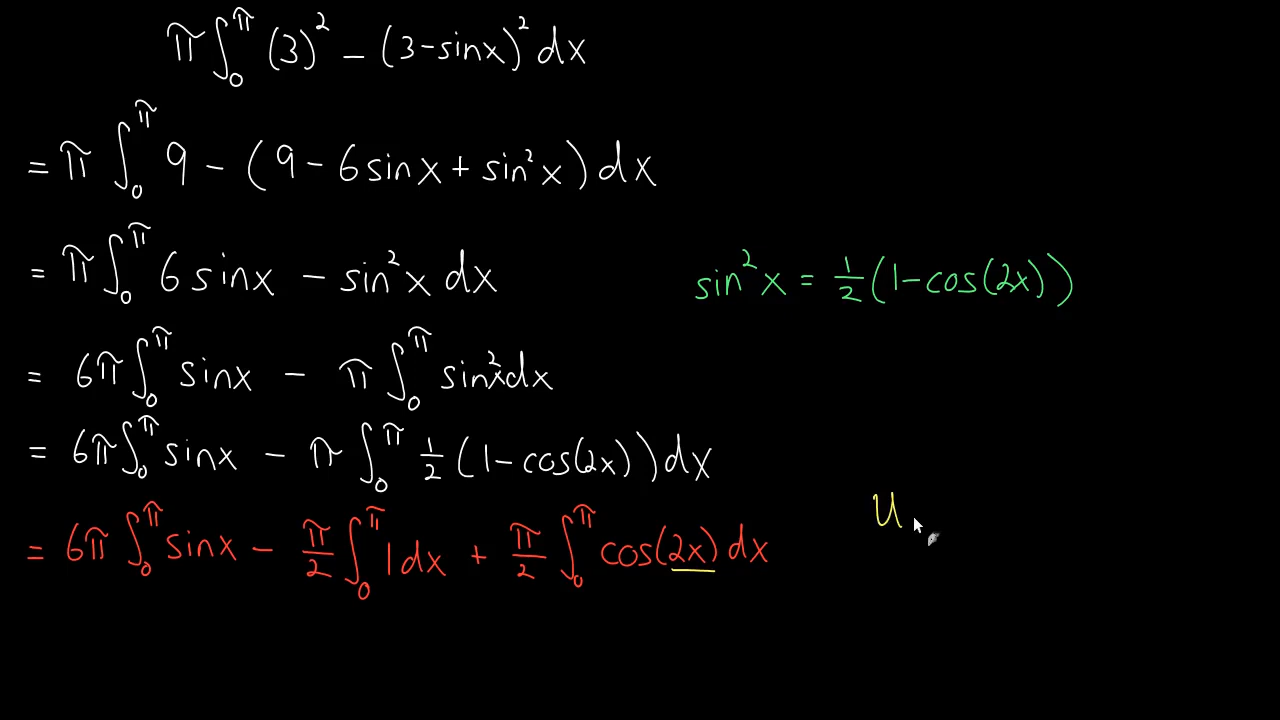 π∫₀^π (3)² - (3-sinx)² dx
= π∫₀^π 9 - (9-6sinx+sin²x) dx
= π∫₀^π 6sinx - sin²x dx
sin²x = ½(1-cos(2x))
= 6π∫₀^π sinx - π∫₀^π sin²x dx
= 6π∫₀^π sinx - π∫₀^π ½(1-cos(2x)) dx
u
= 6π∫₀^π sinx - π/2 ∫₀^π 1dx + π/2 ∫₀^π cos(2x) dx